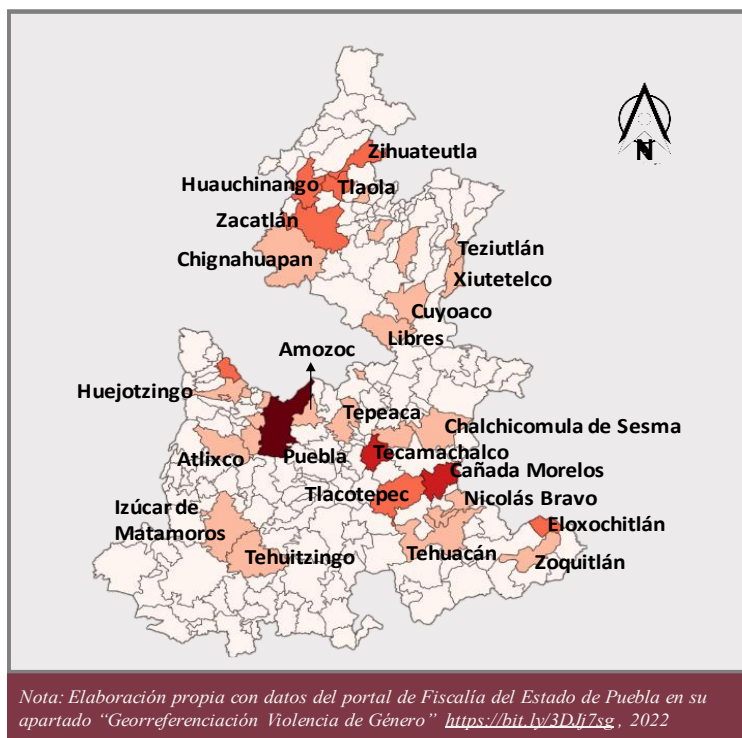 N
Zihuateutla
Huauchinango
Tlaola
Zacatlán
Chignahuapan
Teziutlán
Xiutetelco
Cuyoaco
Libres
Amozoc
Huejotzingo
Tepeaca
Chalchicomula de Sesma
Atlixco
Puebla
Tecamachalco
Cañada Morelos
Tlacotepec
Nicolás Bravo
Izúcar de
Matamoros
Eloxochitlán
Tehuitzingo
Tehuacán
Zoquitlán
Nota: Elaboración propia con datos del portal de Fiscalía del Estado de Puebla en su
apartado “Georreferenciación Violencia de Género” https://bit.ly/3DJj7sg , 2022